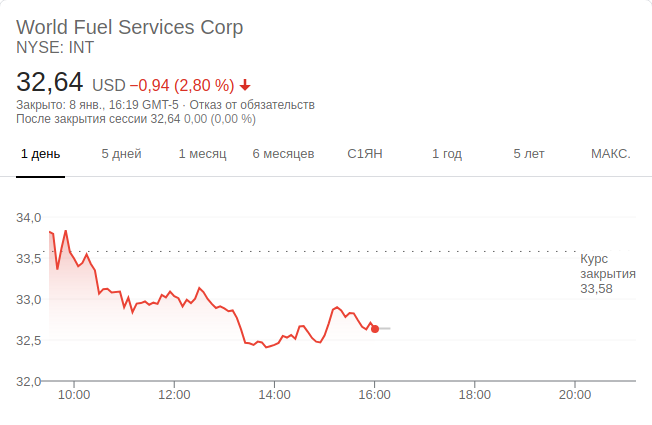 World Fuel Services Corp
NYSE: INT
32,64 USD −0,94 (2,80 %)
Закрыто: 8 янв., 16:19 GMT-5 · Отказ от обязательств
После закрытия сессии 32,64 0,00 (0,00 %)
1 день 5 дней 1 месяц 6 месяцев С1ЯН 1 год 5 лет МАКС.
34,0
33,5
33,0
32,5
32,0
Курс
закрытия
33,58
10:00 12:00 14:00 16:00 18:00 20:00